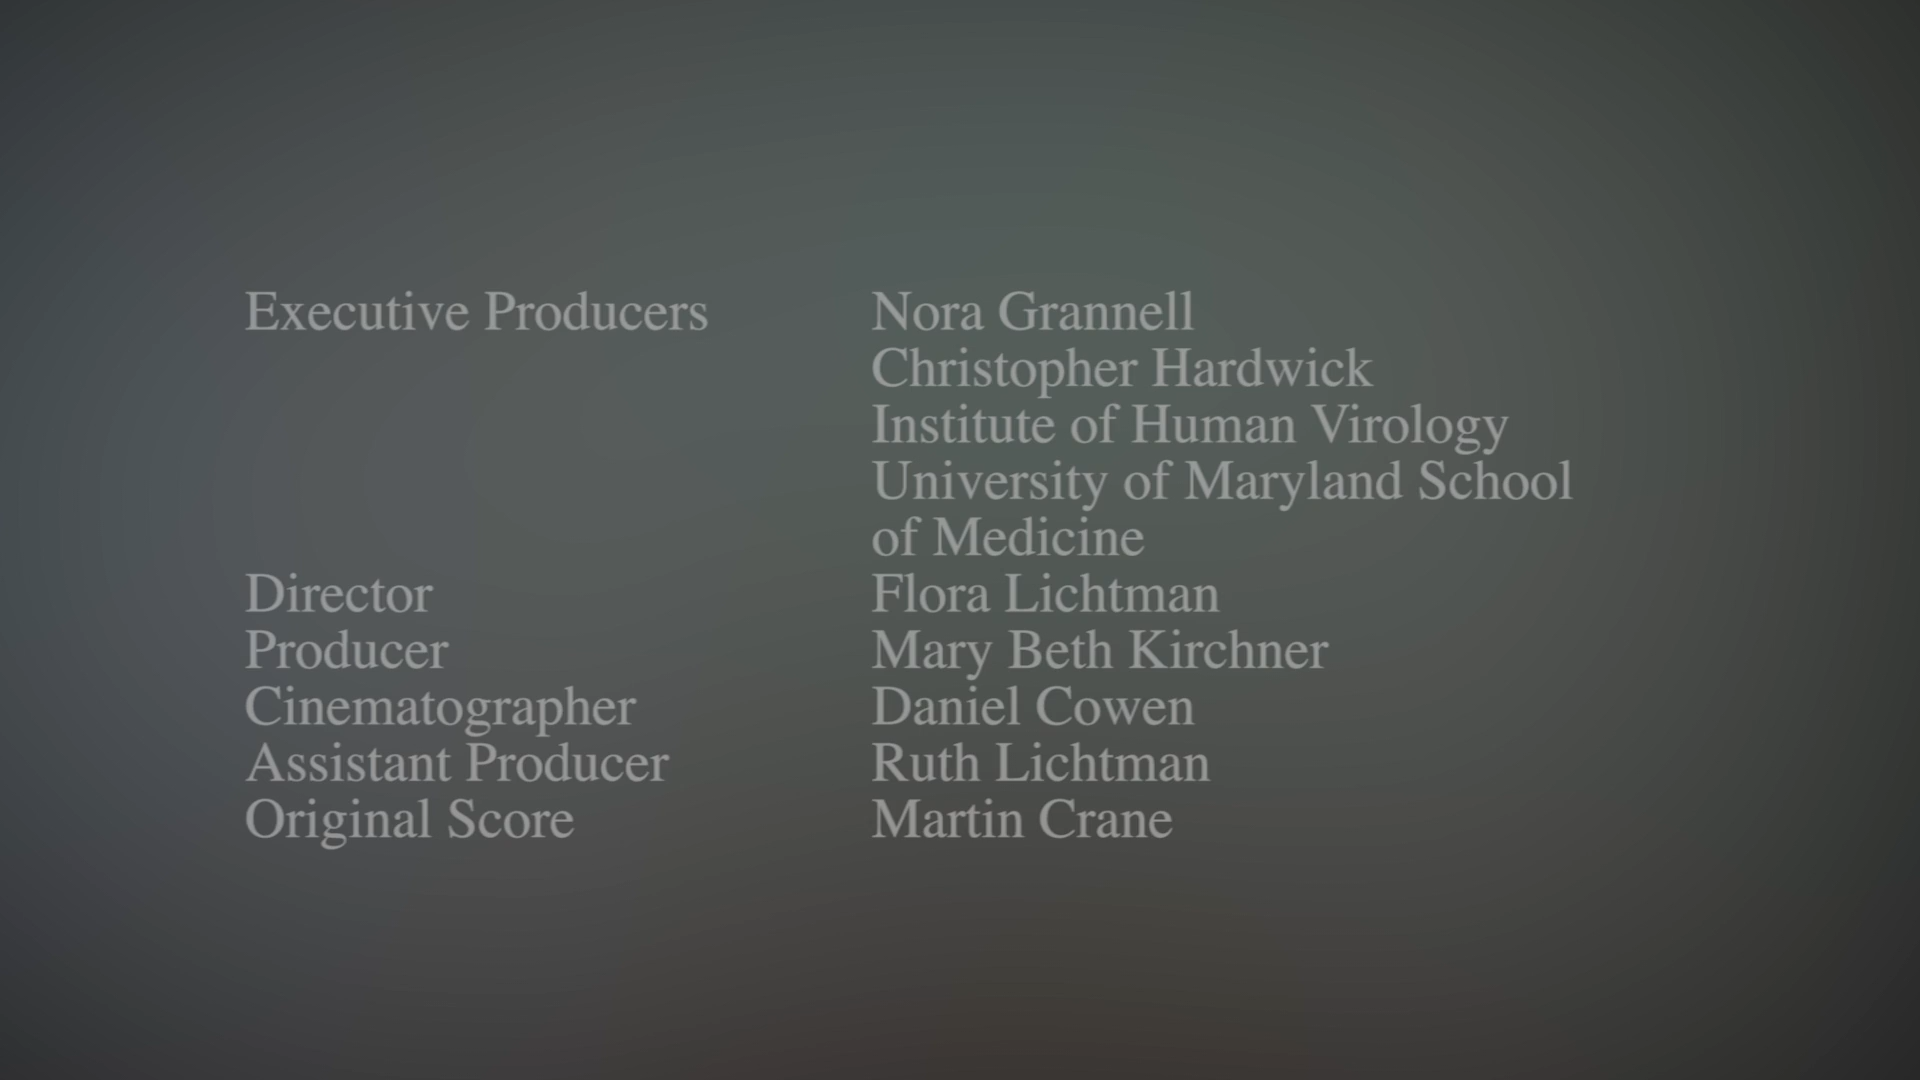 Executive Producers Nora Grannell
Christopher Hardwick
Institute of Human Virology
University of Maryland School
of Medicine
Director Flora Lichtman
Producer Mary Beth Kirchner
Cinematographer Daniel Cowen
Assistant Producer Ruth Lichtman
Original Score Martin Crane